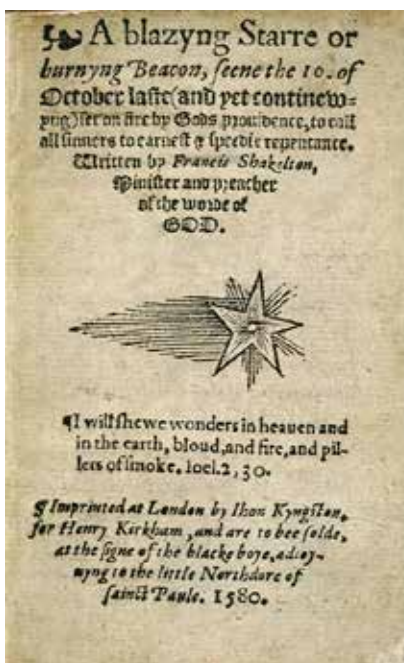 A blazyng Starre or
burnyng Beacon, seene the 10. of
October laste (and yet continew-
yng) set on fire by Gods prouidence, to call
all sinners to earnest & speedie repentance.
Written by Francis Shakelton,
Minister and preacher
of the worde of
GOD.
¶I will shewe wonders in heauen and
in the earth, bloud, and fire, and pil-
lers of smoke. Ioel.2, 30.
¶ Imprinted at London by Ihon Kyngston,
for Henry Kirkham, and are to bee solde,
at the signe of the blacke boye, adioy-
nyng to the little Northdore of
sainct Paule. 1580.